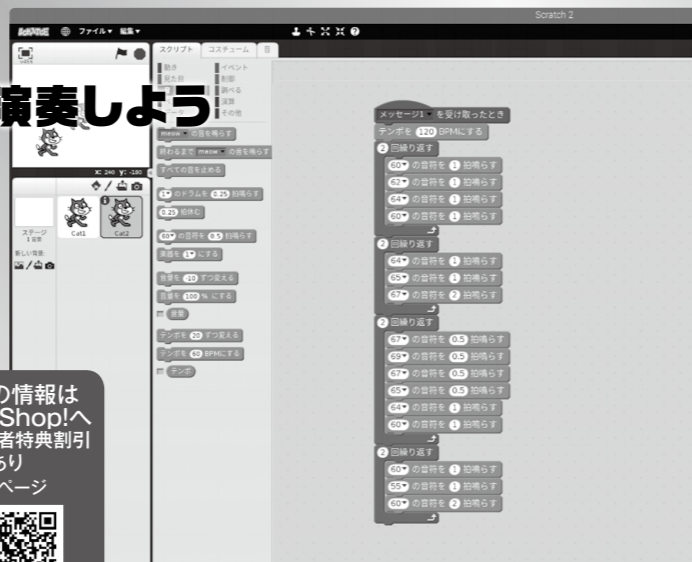 Scratch 2
SCRATCH ファイル▼ 編集▼
スクリプト コスチューム 音
動き イベント
見た目 制御
調べる
演算
その他
演奏しよう
meow の音を鳴らす
終わるまで meow の音を鳴らす
すべての音を止める
1 のドラムを 0.25 拍鳴らす
0.25 拍休む
60 の音符を 0.5 拍鳴らす
楽器を 1 にする
音量を -10 ずつ変える
音量を 100 % にする
音量
テンポを 20 ずつ変える
テンポを 60 BPMにする
テンポ
X: 240 Y: -180
ステージ
1 背景
Cat1
Cat2
新しい背景:
メッセージ1 を受け取ったとき
テンポを 120 BPMにする
2 回繰り返す
60 の音符を 1 拍鳴らす
62 の音符を 1 拍鳴らす
64 の音符を 1 拍鳴らす
60 の音符を 1 拍鳴らす
2 回繰り返す
64 の音符を 1 拍鳴らす
65 の音符を 1 拍鳴らす
67 の音符を 2 拍鳴らす
2 回繰り返す
67 の音符を 0.5 拍鳴らす
69 の音符を 0.5 拍鳴らす
67 の音符を 0.5 拍鳴らす
65 の音符を 0.5 拍鳴らす
64 の音符を 1 拍鳴らす
60 の音符を 1 拍鳴らす
2 回繰り返す
60 の音符を 1 拍鳴らす
55 の音符を 1 拍鳴らす
60 の音符を 2 拍鳴らす
の情報は
Shop!へ
者特典割引
あり
ページ